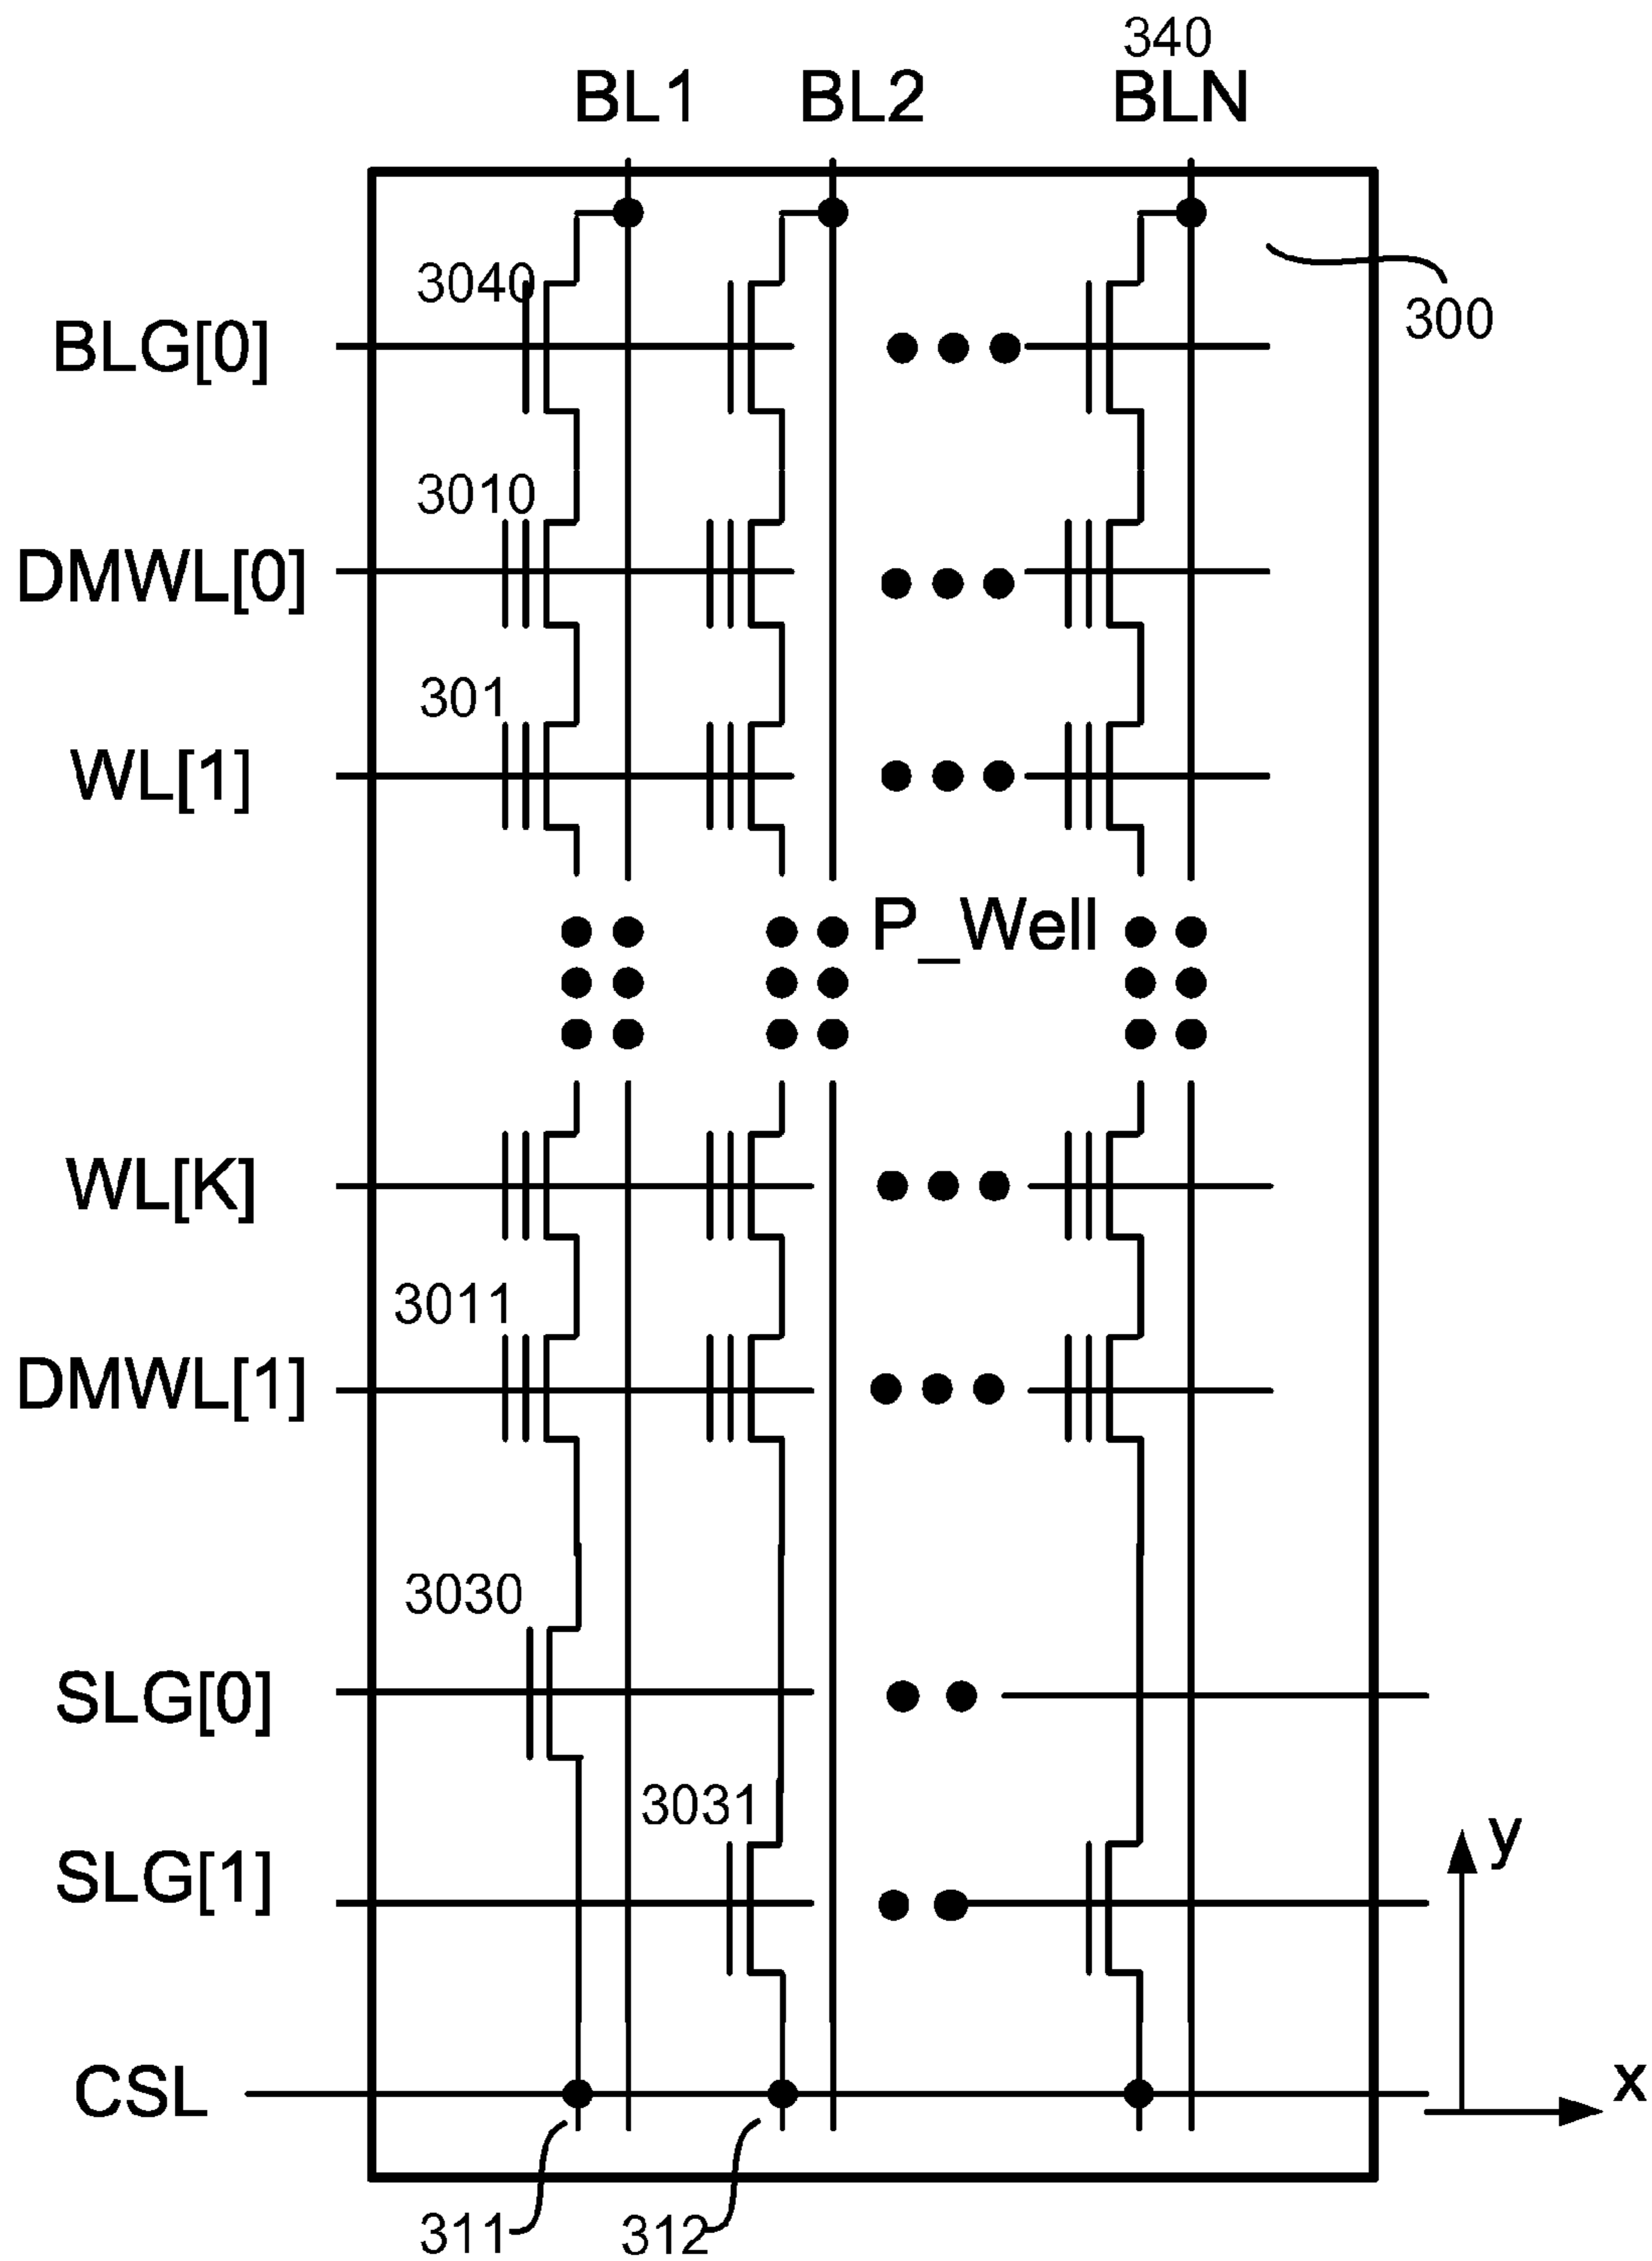 340
BL1 BL2 BLN
3040
BLG[0]
300
3010
DMWL[0]
301
WL[1]
P_Well
WL[K]
3011
DMWL[1]
3030
SLG[0]
3031
SLG[1]
y
CSL
x
311
312